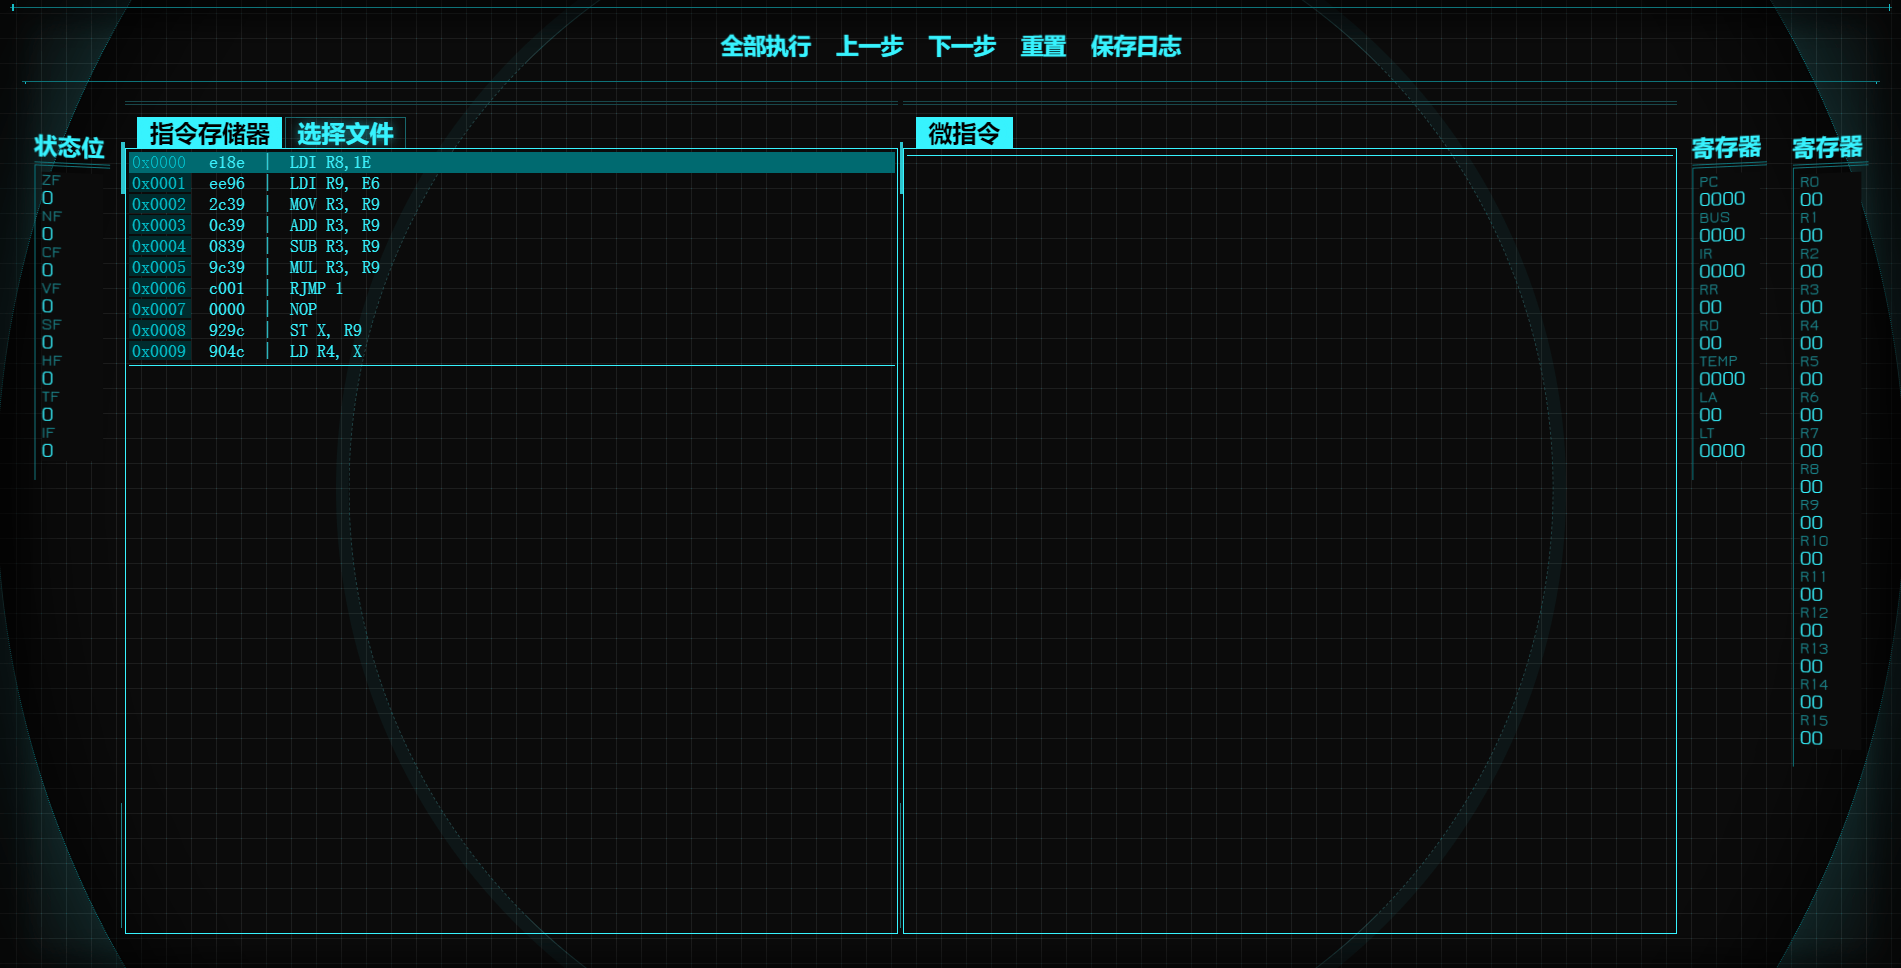 全部执行 上一步 下一步 重置 保存日志
状态位
ZF
0
NF
0
CF
0
VF
0
SF
0
HF
0
TF
0
IF
0
指令存储器 选择文件
0x0000 e18e | LDI R8,1E
0x0001 ee96 | LDI R9, E6
0x0002 2c39 | MOV R3, R9
0x0003 0c39 | ADD R3, R9
0x0004 0839 | SUB R3, R9
0x0005 9c39 | MUL R3, R9
0x0006 c001 | RJMP 1
0x0007 0000 | NOP
0x0008 929c | ST X, R9
0x0009 904c | LD R4, X
微指令
寄存器
PC
0000
BUS
0000
IR
0000
RR
00
RD
00
TEMP
0000
LA
00
LT
0000
寄存器
R0
00
R1
00
R2
00
R3
00
R4
00
R5
00
R6
00
R7
00
R8
00
R9
00
R10
00
R11
00
R12
00
R13
00
R14
00
R15
00